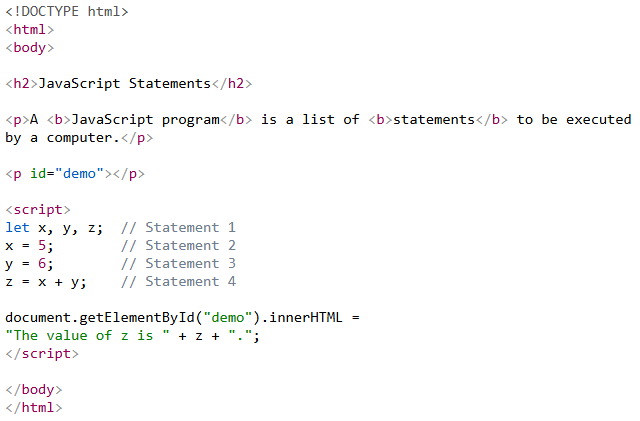 <!DOCTYPE html>
<html>
<body>

<h2>JavaScript Statements</h2>

<p>A <b>JavaScript program</b> is a list of <b>statements</b> to be executed
by a computer.</p>

<p id="demo"></p>

<script>
let x, y, z;  // Statement 1
x = 5;        // Statement 2
y = 6;        // Statement 3
z = x + y;    // Statement 4

document.getElementById("demo").innerHTML =
"The value of z is " + z + ".";
</script>

</body>
</html>